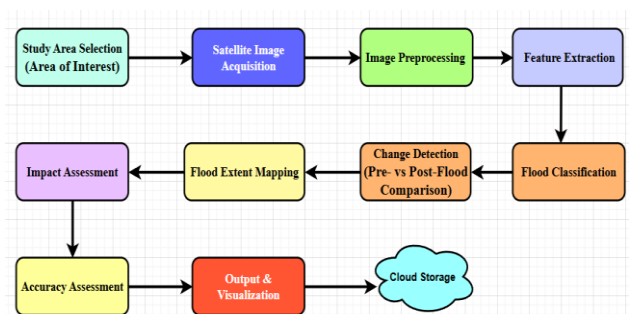 Study Area Selection
(Area of Interest)
Satellite Image
Acquisition
Image Preprocessing
Feature Extraction
Flood Classification
Change Detection
(Pre- vs Post-Flood
Comparison)
Flood Extent Mapping
Impact Assessment
Accuracy Assessment
Output &
Visualization
Cloud Storage